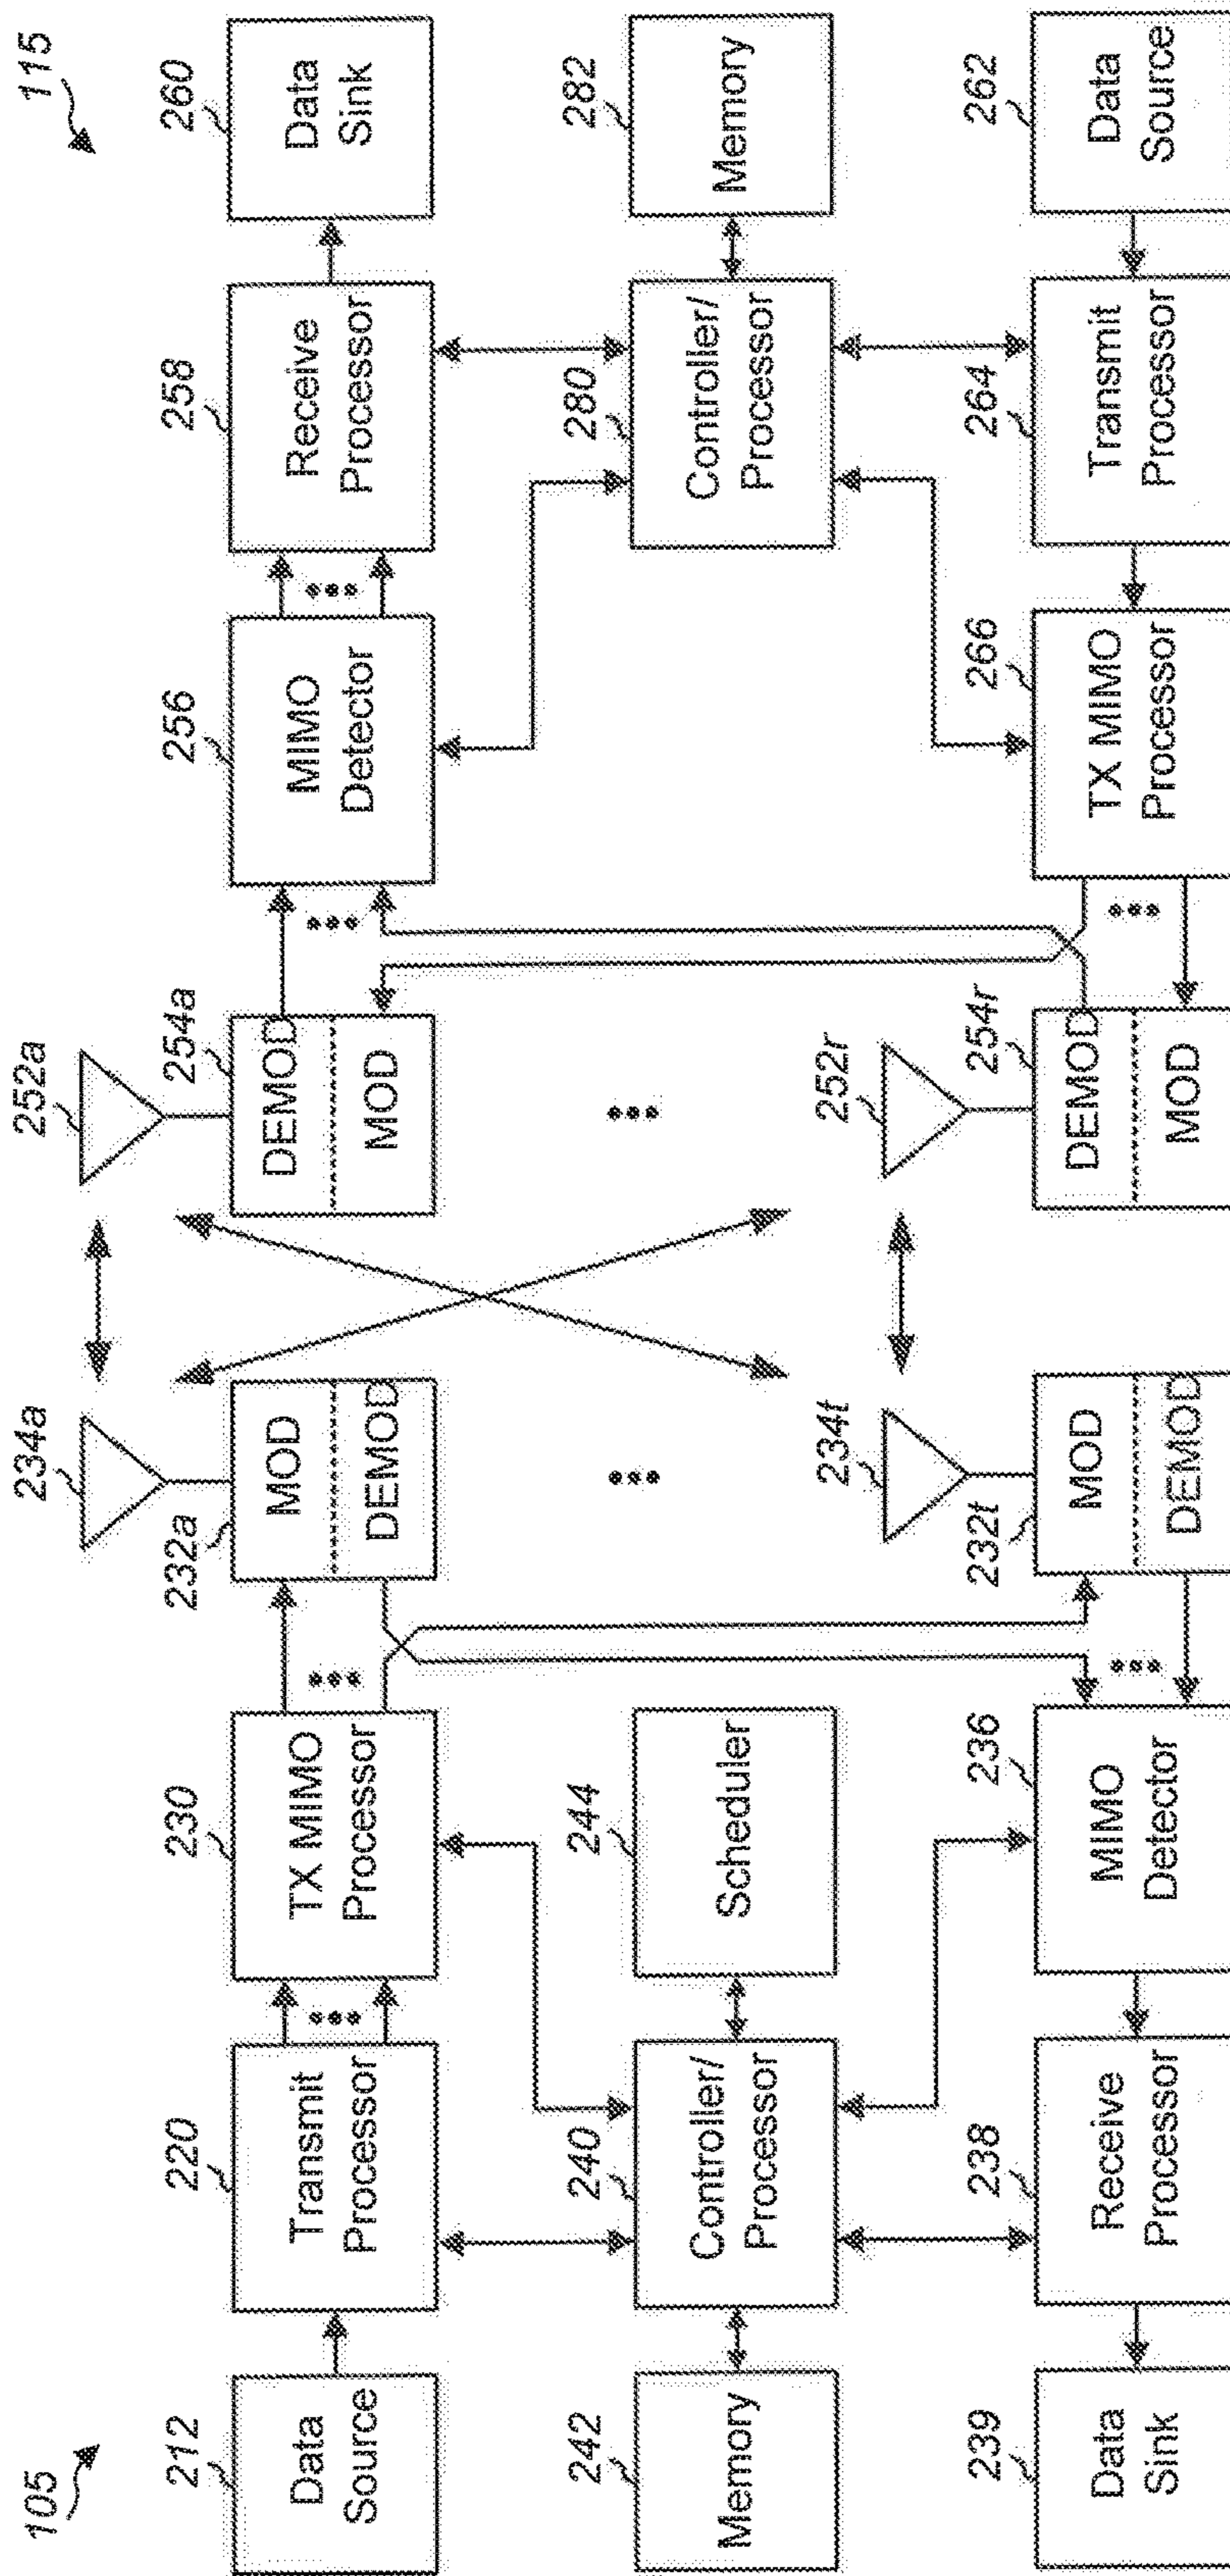 105
115
212
Data
Source
220
Transmit
Processor
230
TX MIMO
Processor
234a
232a
MOD
DEMOD
252a
254a
DEMOD
MOD
256
MIMO
Detector
258
Receive
Processor
260
Data
Sink
242
Memory
240
Controller/
Processor
244
Scheduler
280
Controller/
Processor
282
Memory
239
Data
Sink
238
Receive
Processor
236
MIMO
Detector
234t
232t
MOD
DEMOD
252r
254r
DEMOD
MOD
266
TX MIMO
Processor
264
Transmit
Processor
262
Data
Source